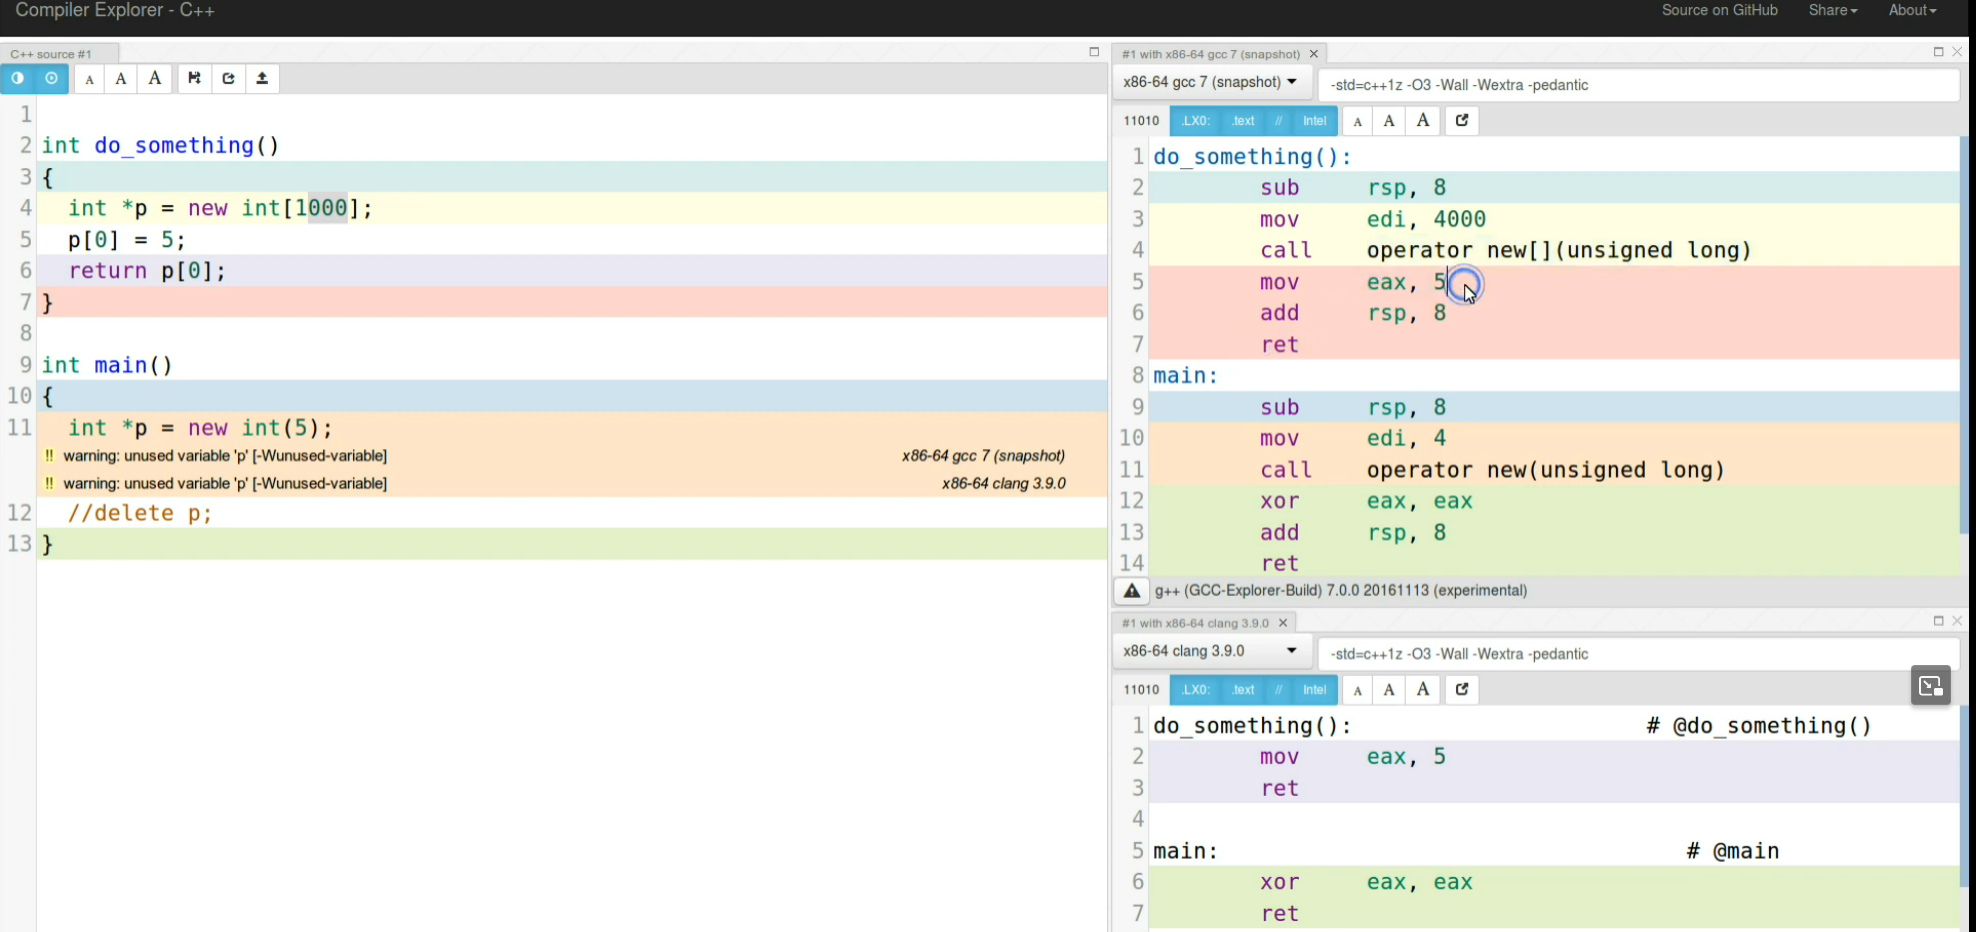 Compiler Explorer - C++
Source on GitHub Share About
C++ source #1
A A A
1
2 int do_something()
3 {
4 int *p = new int[1000];
5 p[0] = 5;
6 return p[0];
7 }
8
9 int main()
10 {
11 int *p = new int(5);
!! warning: unused variable 'p' [-Wunused-variable] x86-64 gcc 7 (snapshot)
!! warning: unused variable 'p' [-Wunused-variable] x86-64 clang 3.9.0
12 //delete p;
13 }
#1 with x86-64 gcc 7 (snapshot)
x86-64 gcc 7 (snapshot) -std=c++1z -O3 -Wall -Wextra -pedantic
11010 .LX0: .text // Intel A A A
1 do_something():
2 sub rsp, 8
3 mov edi, 4000
4 call operator new[](unsigned long)
5 mov eax, 5
6 add rsp, 8
7 ret
8 main:
9 sub rsp, 8
10 mov edi, 4
11 call operator new(unsigned long)
12 xor eax, eax
13 add rsp, 8
14 ret
g++ (GCC-Explorer-Build) 7.0.0 20161113 (experimental)
#1 with x86-64 clang 3.9.0
x86-64 clang 3.9.0 -std=c++1z -O3 -Wall -Wextra -pedantic
11010 .LX0: .text // Intel A A A
1 do_something(): # @do_something()
2 mov eax, 5
3 ret
4
5 main: # @main
6 xor eax, eax
7 ret